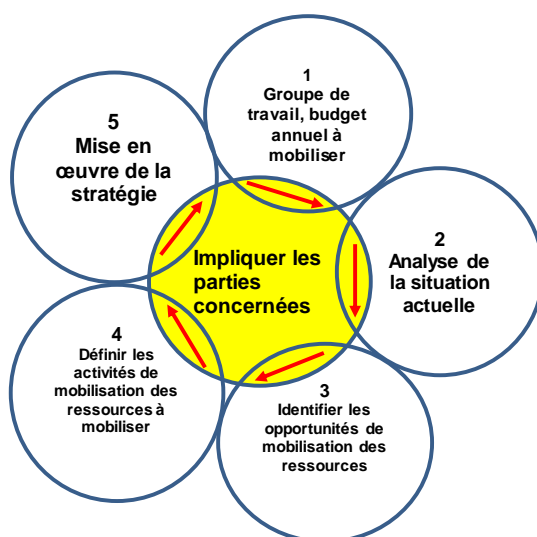 1
Groupe de
travail, budget
annuel à
mobiliser
2
Analyse de
la situation
actuelle
3
Identifier les
opportunités de
mobilisation des
ressources
4
Définir les
activités de
mobilisation des
ressources à
mobiliser
5
Mise en
œuvre de la
stratégie
Impliquer les
parties
concernées